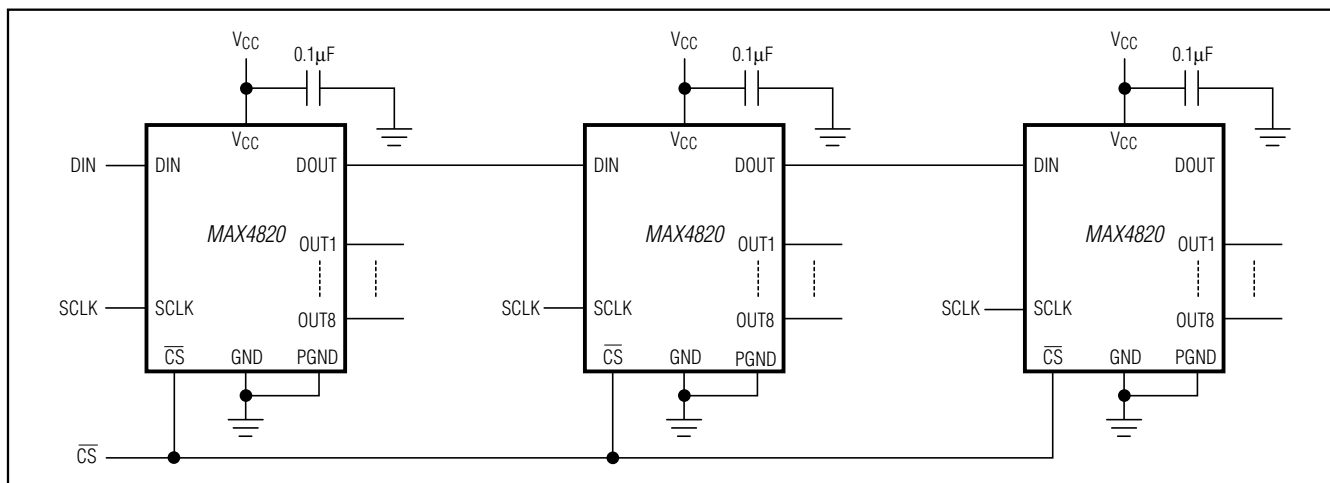 VCC 0.1µF VCC 0.1µF VCC 0.1µF
VCC VCC VCC
DIN DIN DOUT DIN DOUT DIN DOUT
MAX4820 MAX4820 MAX4820
OUT1 OUT1 OUT1
SCLK SCLK SCLK SCLK SCLK SCLK
OUT8 OUT8 OUT8
CS GND PGND CS GND PGND CS GND PGND
CS